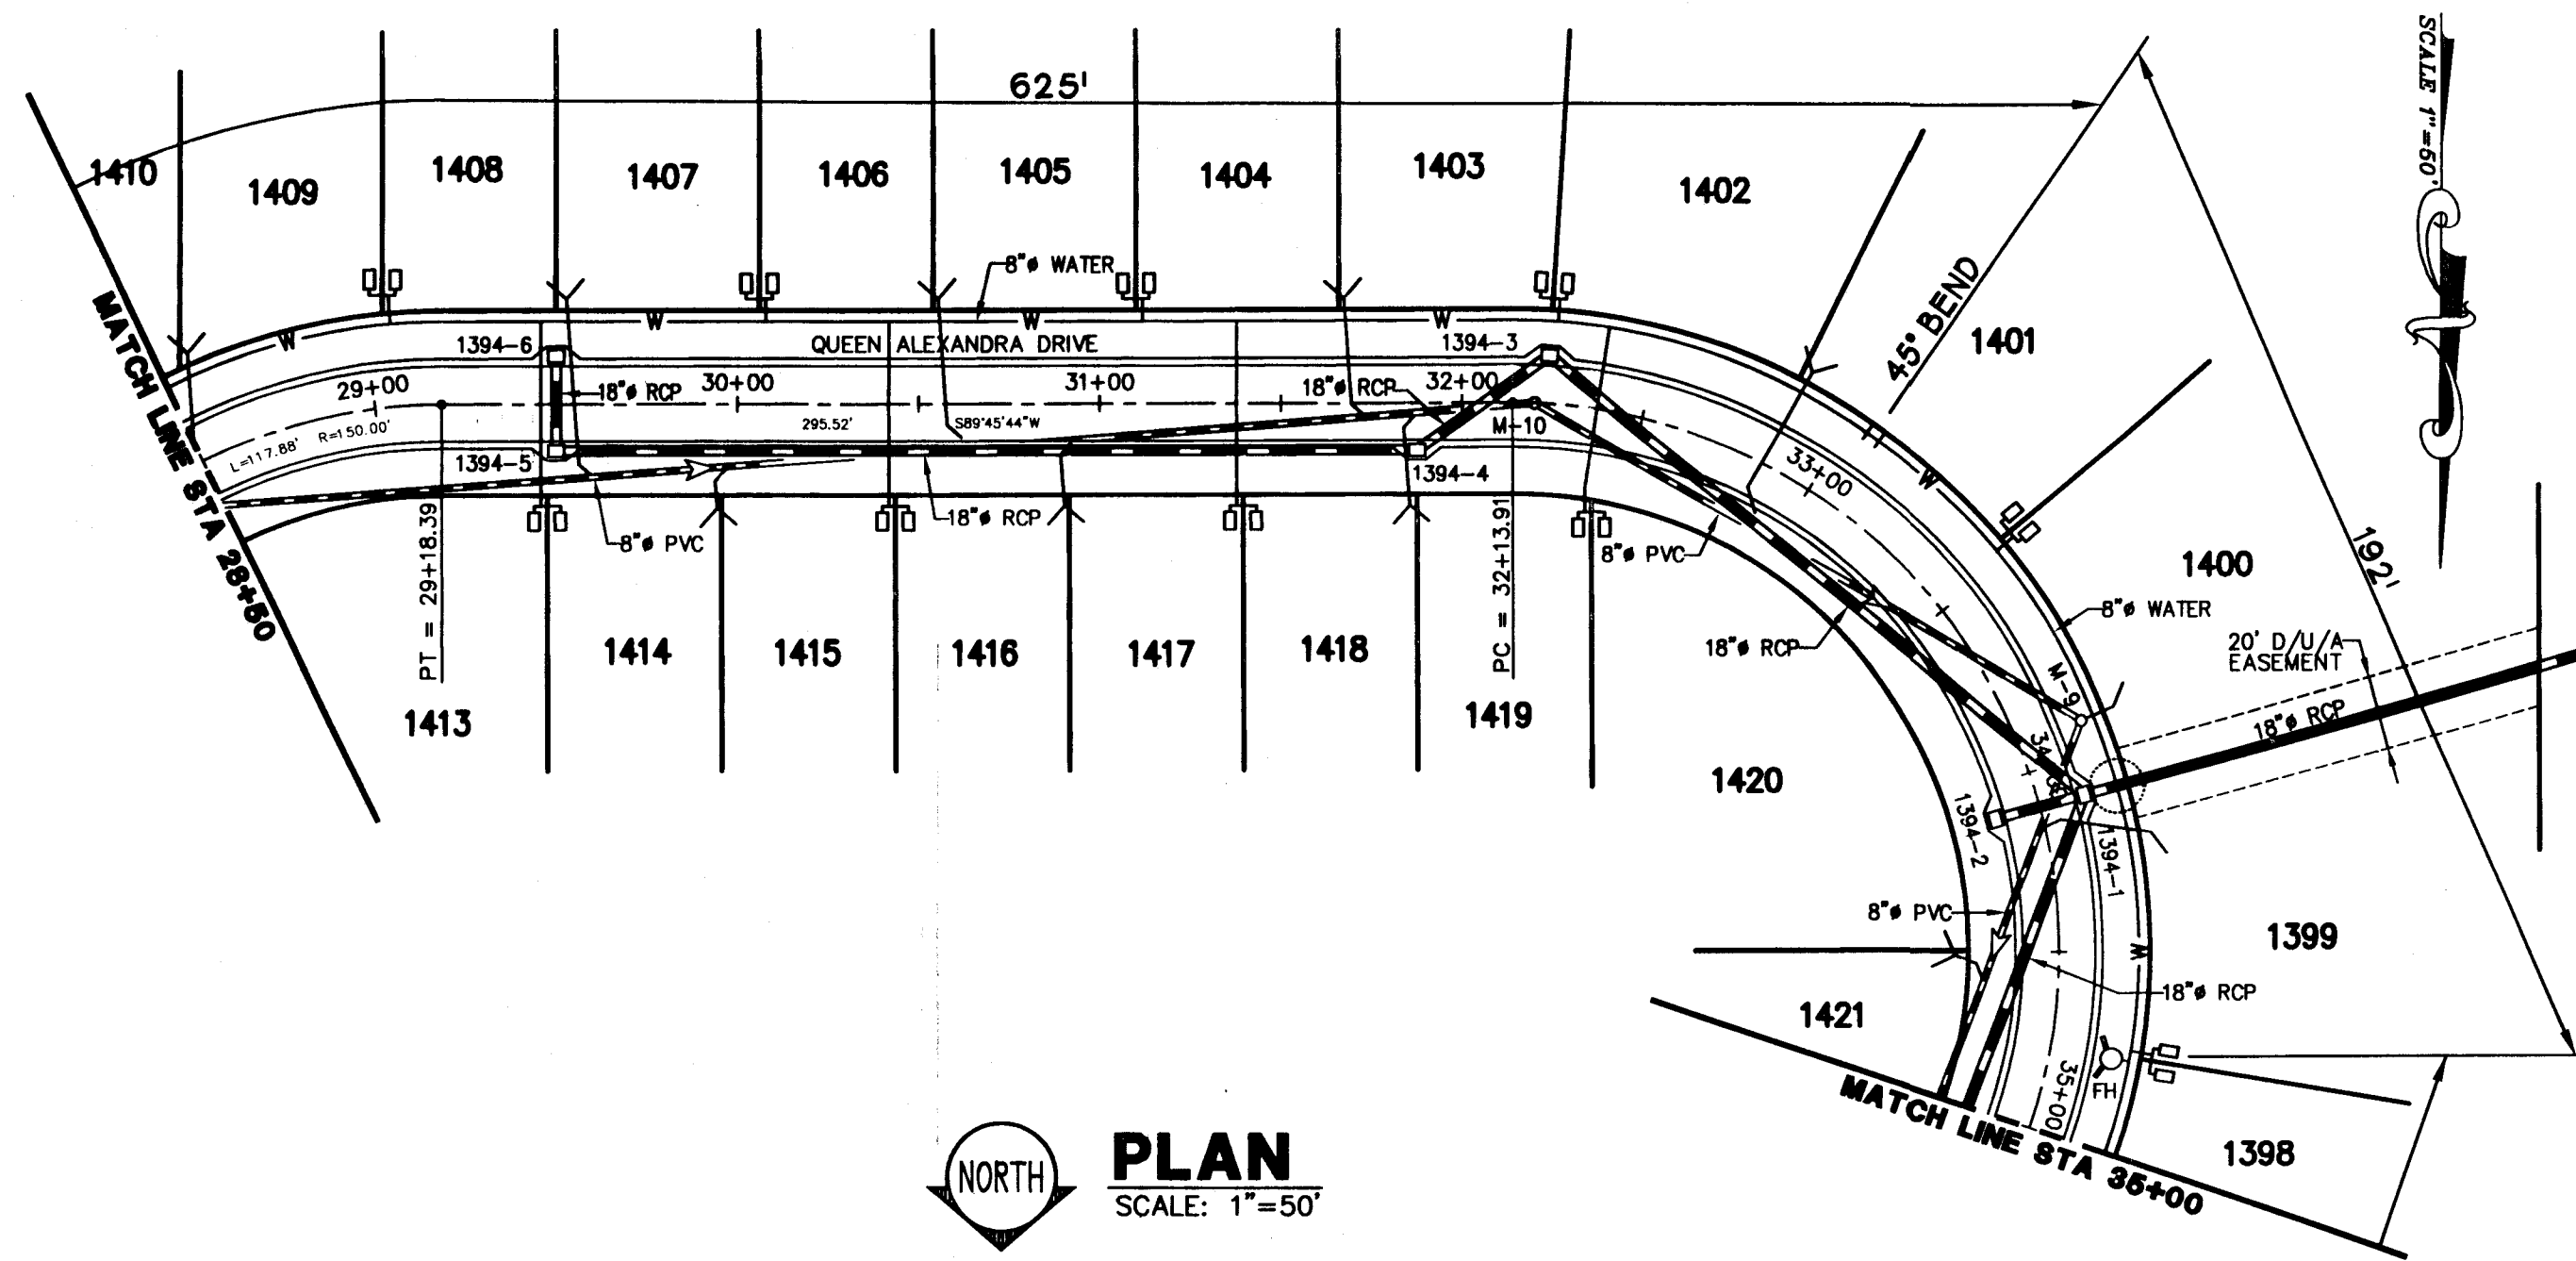 625'
SCALE 1"=50'
1410
1409
1408
1407
1406
1405
1404
1403
1402
1401
1400
1399
1398
45° BEND
192'
8"ø WATER
W
W
W
W
W
W
QUEEN ALEXANDRA DRIVE
1394-6
1394-3
29+00
30+00
31+00
32+00
33+00
35+00
18"ø RCP
18"ø RCP
L=117.88'
R=150.00'
295.52'
S89°45'44"W
M-10
1394-5
1394-4
18"ø RCP
8"ø PVC
8"ø PVC
MATCH LINE STA 28+50
PT = 29+18.39
PC = 32+13.91
1413
1414
1415
1416
1417
1418
1419
1420
1421
18"ø RCP
8"ø WATER
M-9
20' D/U/A
EASEMENT
18"ø RCP
1394-2
1394-1
8"ø PVC
18"ø RCP
FH
MATCH LINE STA 35+00
NORTH
PLAN
SCALE: 1"=50'